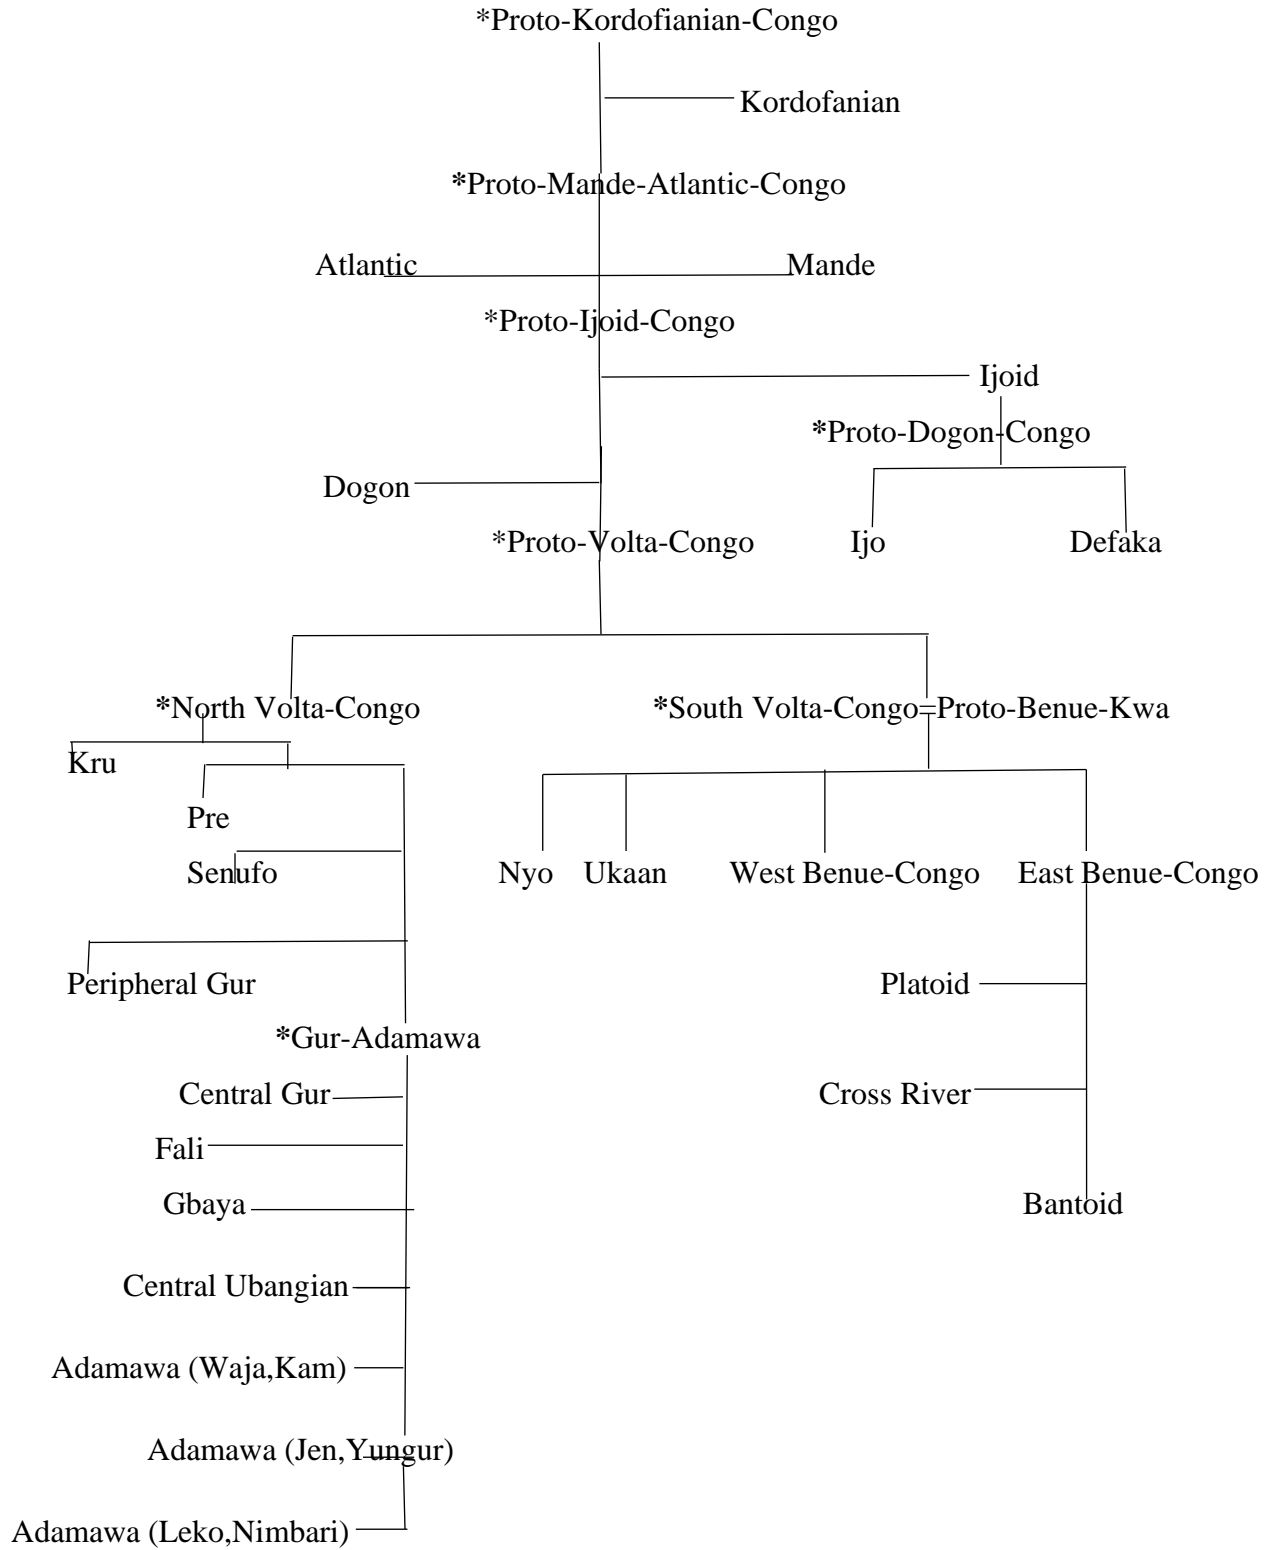 *Proto-Kordofianian-Congo
Kordofanian
*Proto-Mande-Atlantic-Congo
Atlantic
Mande
*Proto-Ijoid-Congo
Ijoid
*Proto-Dogon-Congo
Dogon
*Proto-Volta-Congo
Ijo
Defaka
*North Volta-Congo
*South Volta-Congo=Proto-Benue-Kwa
Kru
Pre
Senufo
Nyo
Ukaan
West Benue-Congo
East Benue-Congo
Peripheral Gur
Platoid
*Gur-Adamawa
Central Gur
Cross River
Fali
Gbaya
Bantoid
Central Ubangian
Adamawa (Waja,Kam)
Adamawa (Jen,Yungur)
Adamawa (Leko,Nimbari)